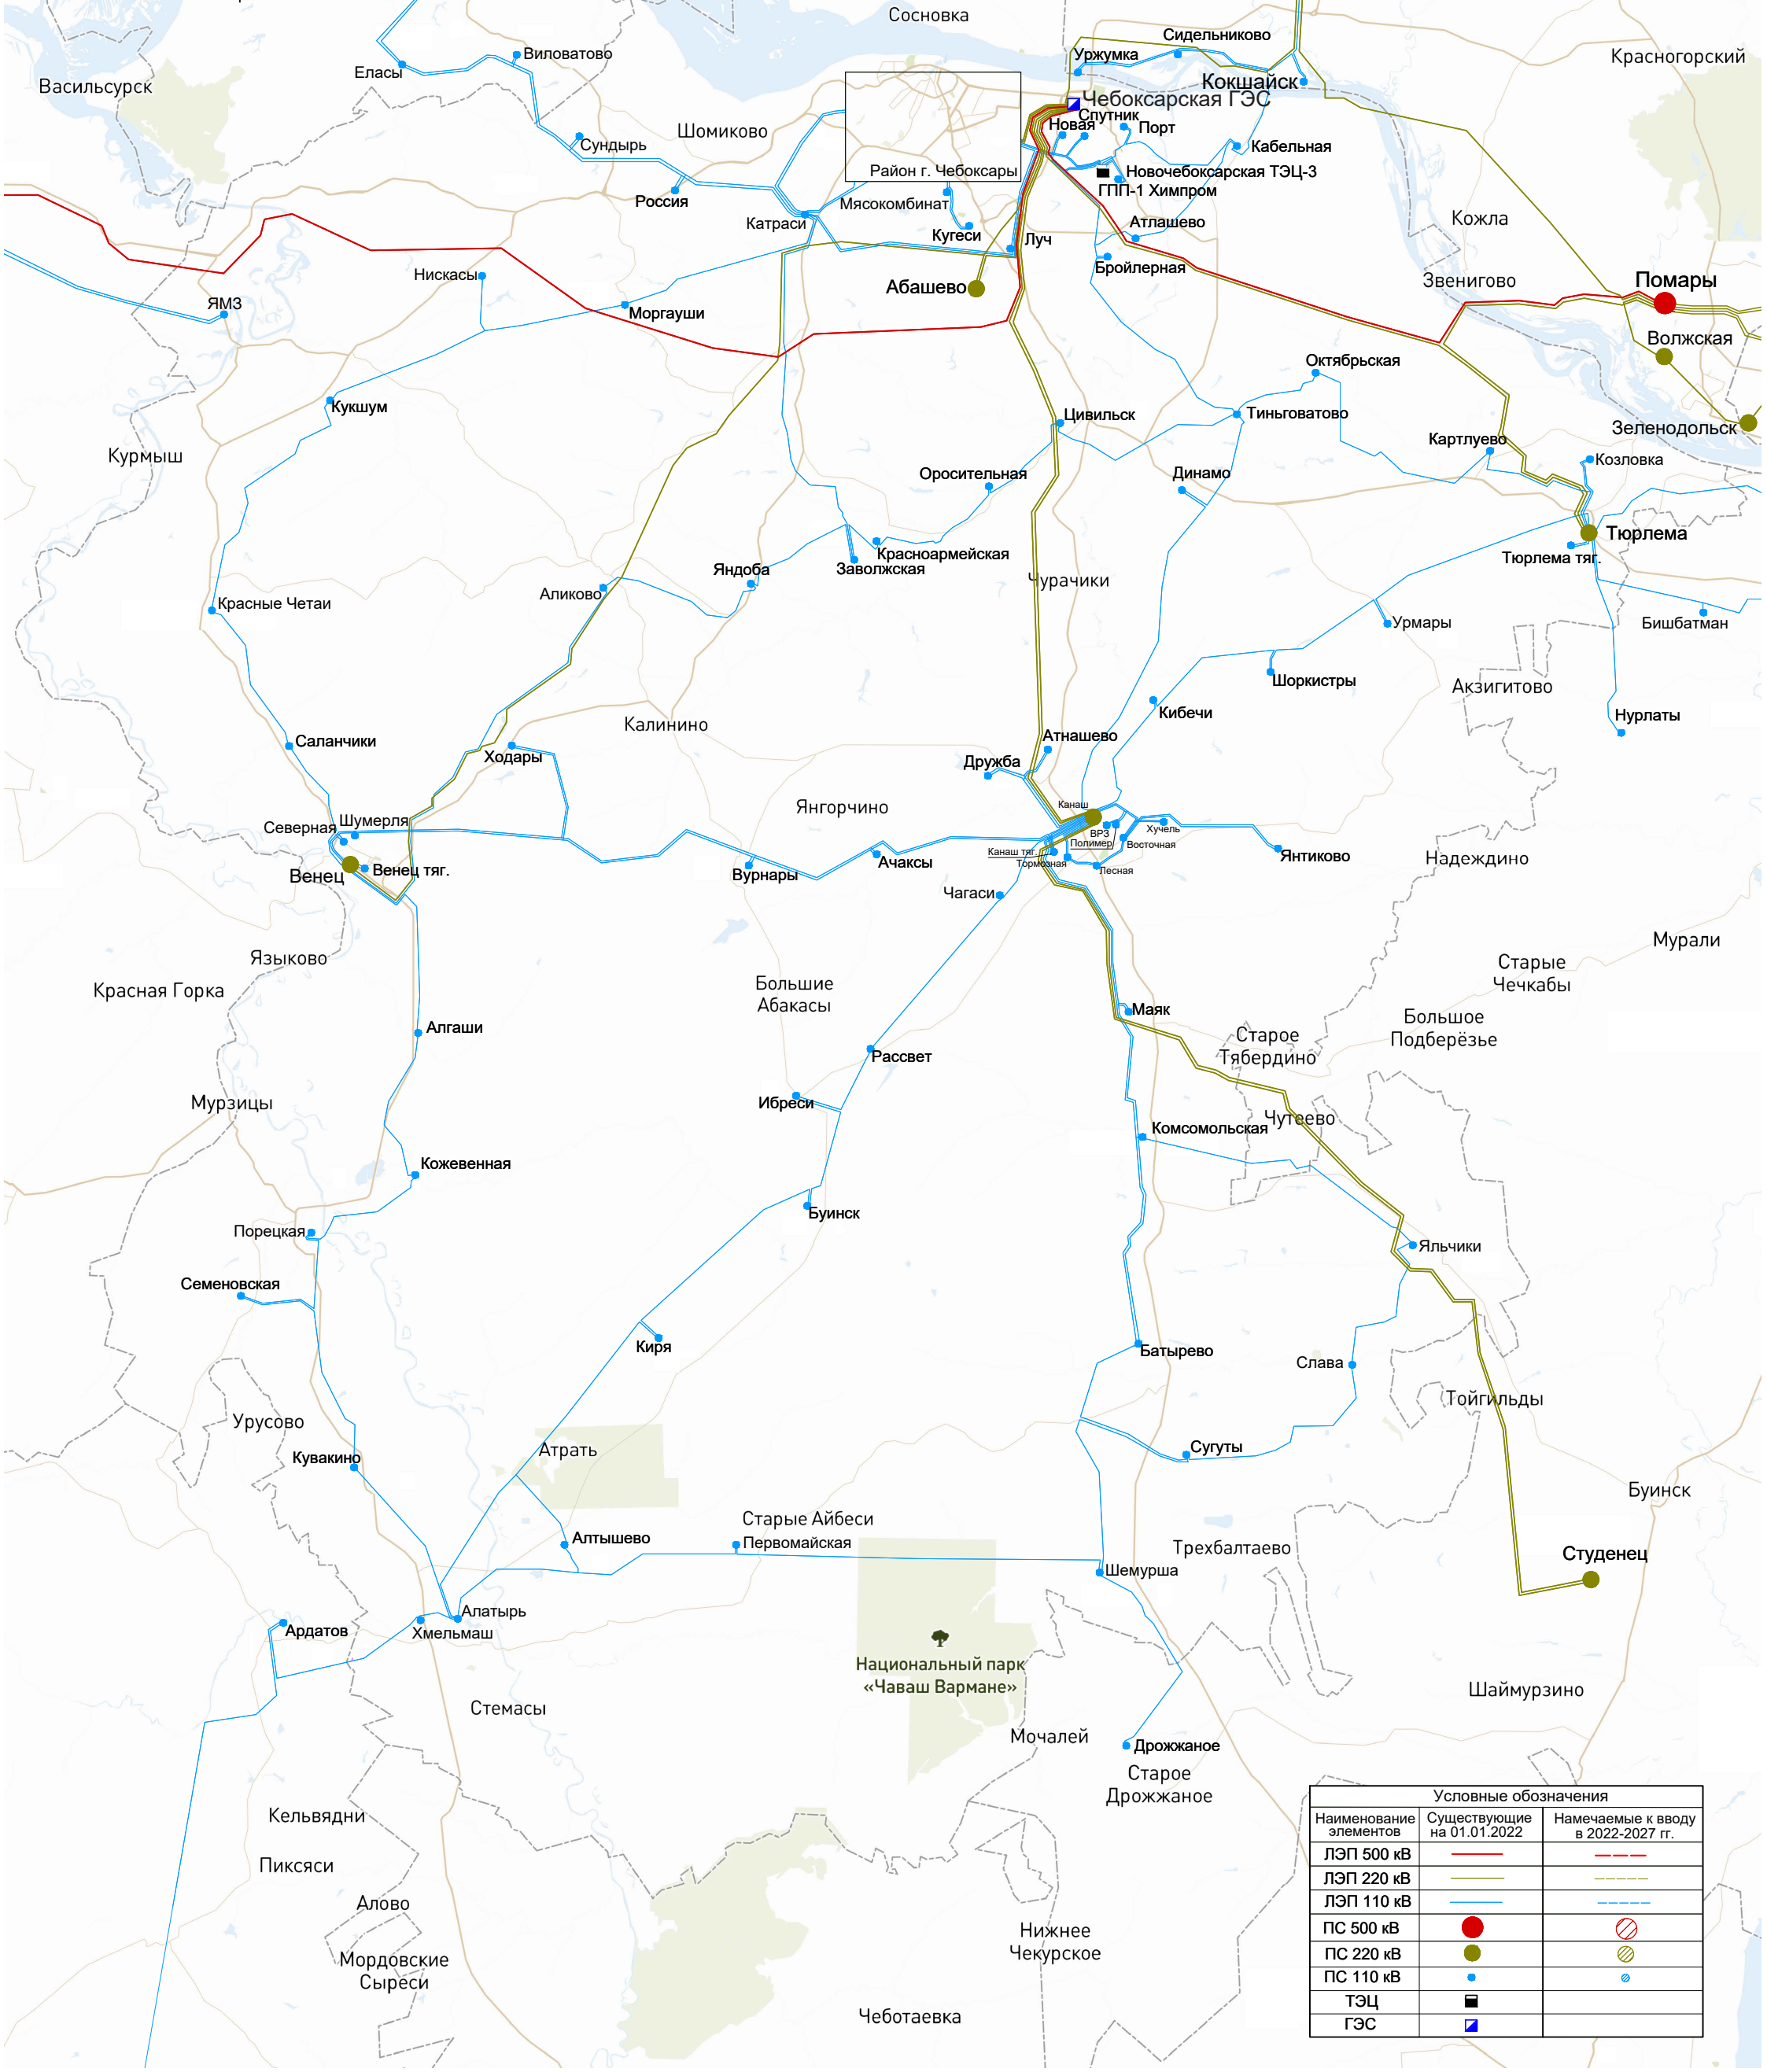 Сосновка
Васильсурск
Еласы
Виловатово
Сидельниково
Уржумка
Кокшайск
Красногорский
Чебоксарская ГЭС
Спутник
Новая
Порт
Шомиково
Сундырь
Кабельная
Район г. Чебоксары
Новочебоксарская ТЭЦ-3
ГПП-1 Химпром
Россия
Мясокомбинат
Катраси
Кугеси
Луч
Атлашево
Кожла
Бройлерная
Нискасы
Абашево
Звенигово
Помары
ЯМЗ
Моргауши
Волжская
Октябрьская
Кукшум
Цивильск
Тиньговатово
Зеленодольск
Картлуево
Курмыш
Козловка
Оросительная
Динамо
Тюрлема
Красноармейская
Тюрлема тяг.
Заволжская
Яндоба
Чурачики
Аликово
Красные Четаи
Урмары
Бишбатман
Шоркистры
Акзигитово
Кибечи
Нурлаты
Калинино
Саланчики
Атнашево
Ходары
Дружба
Янгорчино
Канаш
Шумерля
Северная
ВРЗ
Хучель
Полимер
Восточная
Канаш тяг.
Тормозная
Лесная
Янтиково
Надеждино
Ачаксы
Вурнары
Венец
Венец тяг.
Чагаси
Мурали
Языково
Красная Горка
Старые
Чечкабы
Большие
Абакасы
Маяк
Большое
Подберёзье
Алгаши
Старое
Тябердино
Рассвет
Мурзицы
Ибреси
Чутеево
Комсомольская
Кожевенная
Буинск
Порецкая
Яльчики
Семеновская
Киря
Батырево
Слава
Тойгильды
Урусово
Атрать
Сугуты
Кувакино
Буинск
Старые Айбеси
Алтышево
Первомайская
Трехбалтаево
Студенец
Шемурша
Алатырь
Хмельмаш
Ардатов
Национальный парк
«Чаваш Вармане»
Шаймурзино
Стемасы
Мочалей
Дрожжаное
Старое
Дрожжаное
Кельвядни
Пиксяси
Алово
Мордовские
Сыреси
Нижнее
Чекурское
Чеботаевка
Условные обозначения
Наименование
элементов
Существующие
на 01.01.2022
Намечаемые к вводу
в 2022-2027 гг.
ЛЭП 500 кВ
ЛЭП 220 кВ
ЛЭП 110 кВ
ПС 500 кВ
ПС 220 кВ
ПС 110 кВ
ТЭЦ
ГЭС